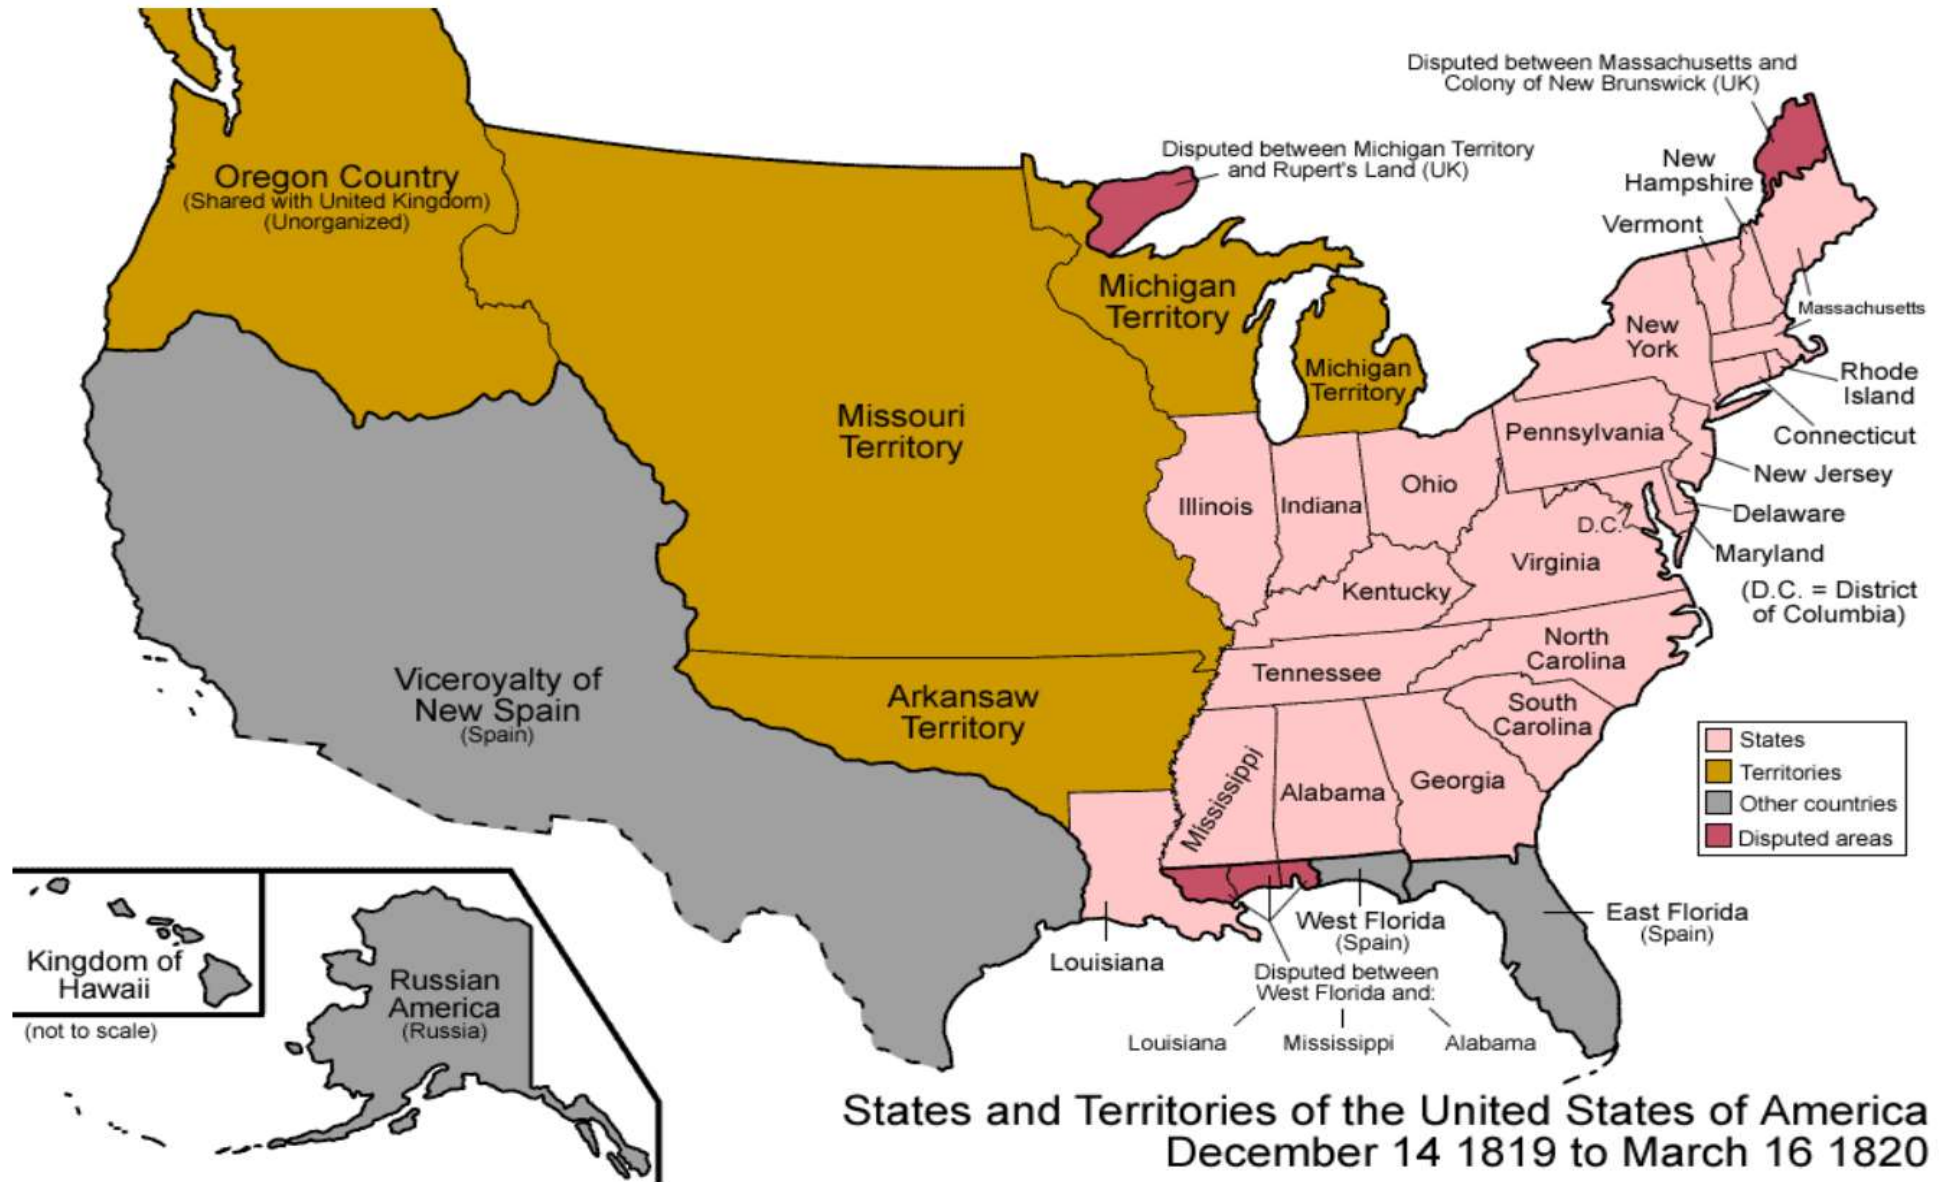 Disputed between Massachusetts and
Colony of New Brunswick (UK)
Disputed between Michigan Territory
and Rupert's Land (UK)
New
Hampshire
Vermont
Oregon Country
(Shared with United Kingdom)
(Unorganized)
Michigan
Territory
Massachusetts
New
York
Michigan
Territory
Rhode
Island
Missouri
Territory
Pennsylvania
Connecticut
New Jersey
Ohio
Illinois
Indiana
Delaware
D.C.
Maryland
Virginia
Kentucky
(D.C. = District
of Columbia)
North
Carolina
Tennessee
Viceroyalty of
New Spain
(Spain)
Arkansaw
Territory
South
Carolina
States
Territories
Other countries
Disputed areas
Mississippi
Alabama
Georgia
West Florida
(Spain)
East Florida
(Spain)
Louisiana
Disputed between
West Florida and:
Louisiana
Mississippi
Alabama
Kingdom of
Hawaii
(not to scale)
Russian
America
(Russia)
States and Territories of the United States of America
December 14 1819 to March 16 1820